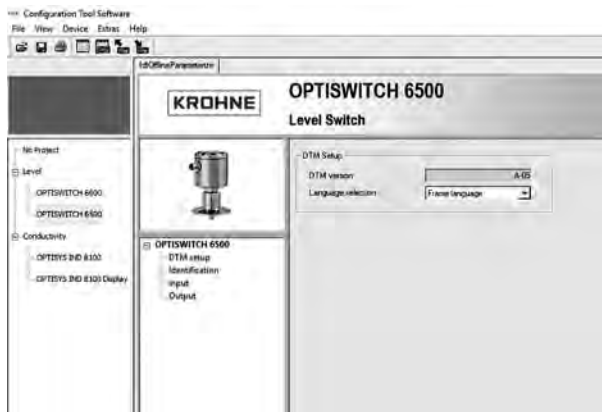 Configuration Tool Software
File View Device Extras Help
IdOfflineParameterize
KROHNE
OPTISWITCH 6500
Level Switch
No Project
Level
OPTISWITCH 6600
OPTISWITCH 6500
Conductivity
OPTISYS IND 8100
OPTISYS IND 8100 Display
OPTISWITCH 6500
DTM setup
Identification
Input
Output
DTM Setup
DTM version A-05
Language selection Frame language